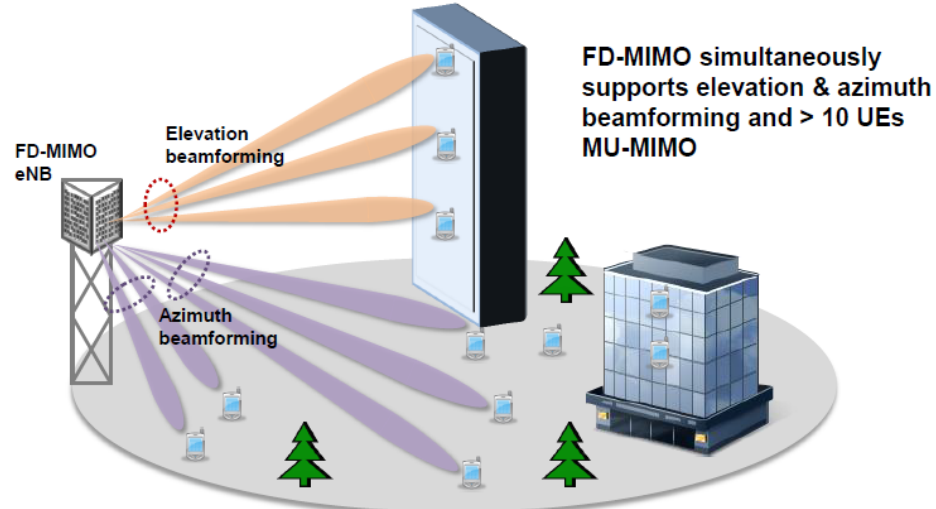 FD-MIMO simultaneously
supports elevation & azimuth
beamforming and > 10 UEs
MU-MIMO
Elevation
beamforming
FD-MIMO
eNB
Azimuth
beamforming